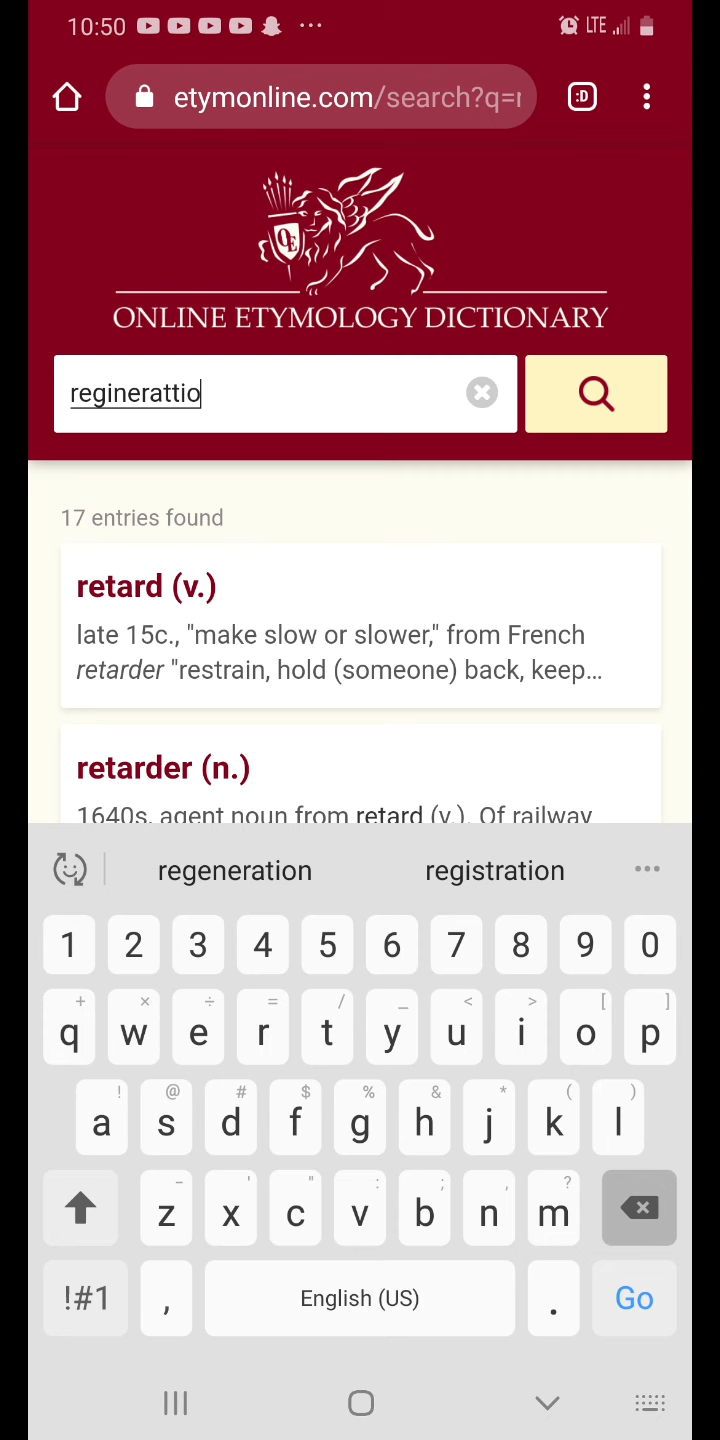 10:50 LTE
etymonline.com/search?q=r :D
OE
ONLINE ETYMOLOGY DICTIONARY
reginerattio
17 entries found
retard (v.)
late 15c., "make slow or slower," from French
retarder "restrain, hold (someone) back, keep...
retarder (n.)
1640s, agent noun from retard (v.). Of railway
regeneration registration
1 2 3 4 5 6 7 8 9 0
+ × ÷ = / _ < > [ ]
q w e r t y u i o p
! @ # $ % & * ( )
a s d f g h j k l
- ' " : ; , ?
z x c v b n m
!#1 , English (US) . Go